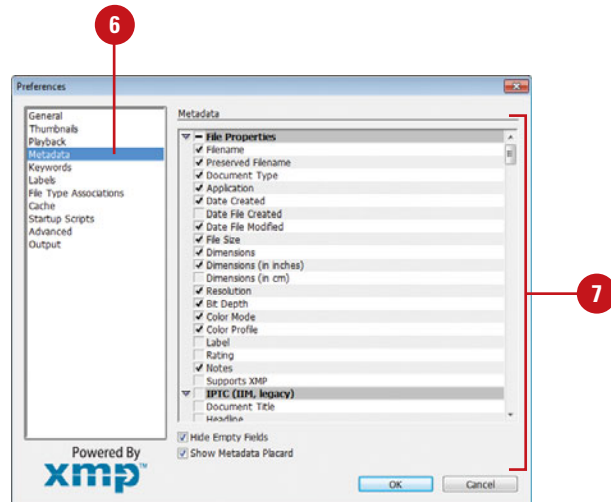 6
Preferences
General
Thumbnails
Playback
Metadata
Keywords
Labels
File Type Associations
Cache
Startup Scripts
Advanced
Output
Metadata
File Properties
Filename
Preserved Filename
Document Type
Application
Date Created
Date File Created
Date File Modified
File Size
Dimensions
Dimensions (in inches)
Dimensions (in cm)
Resolution
Bit Depth
Color Mode
Color Profile
Label
Rating
Notes
Supports XMP
IPTC (IIM, legacy)
Document Title
Headline
7
Hide Empty Fields
Show Metadata Placard
Powered By
xmp™
OK
Cancel